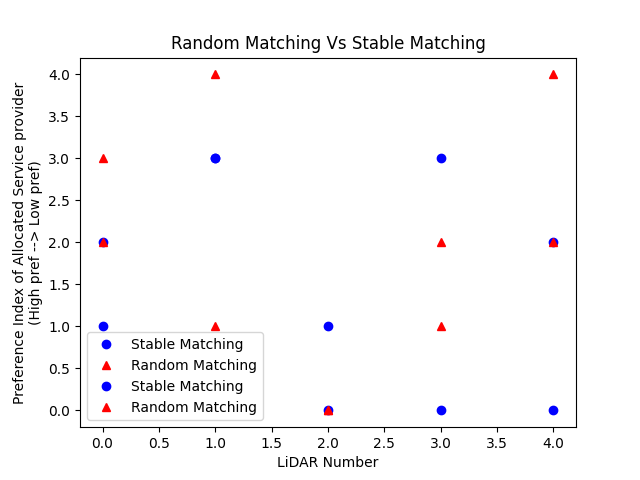 Random Matching Vs Stable Matching
Preference Index of Allocated Service provider
(High pref --> Low pref)
4.0
3.5
3.0
2.5
2.0
1.5
1.0
0.5
0.0
Stable Matching
Random Matching
Stable Matching
Random Matching
0.0 0.5 1.0 1.5 2.0 2.5 3.0 3.5 4.0
LiDAR Number